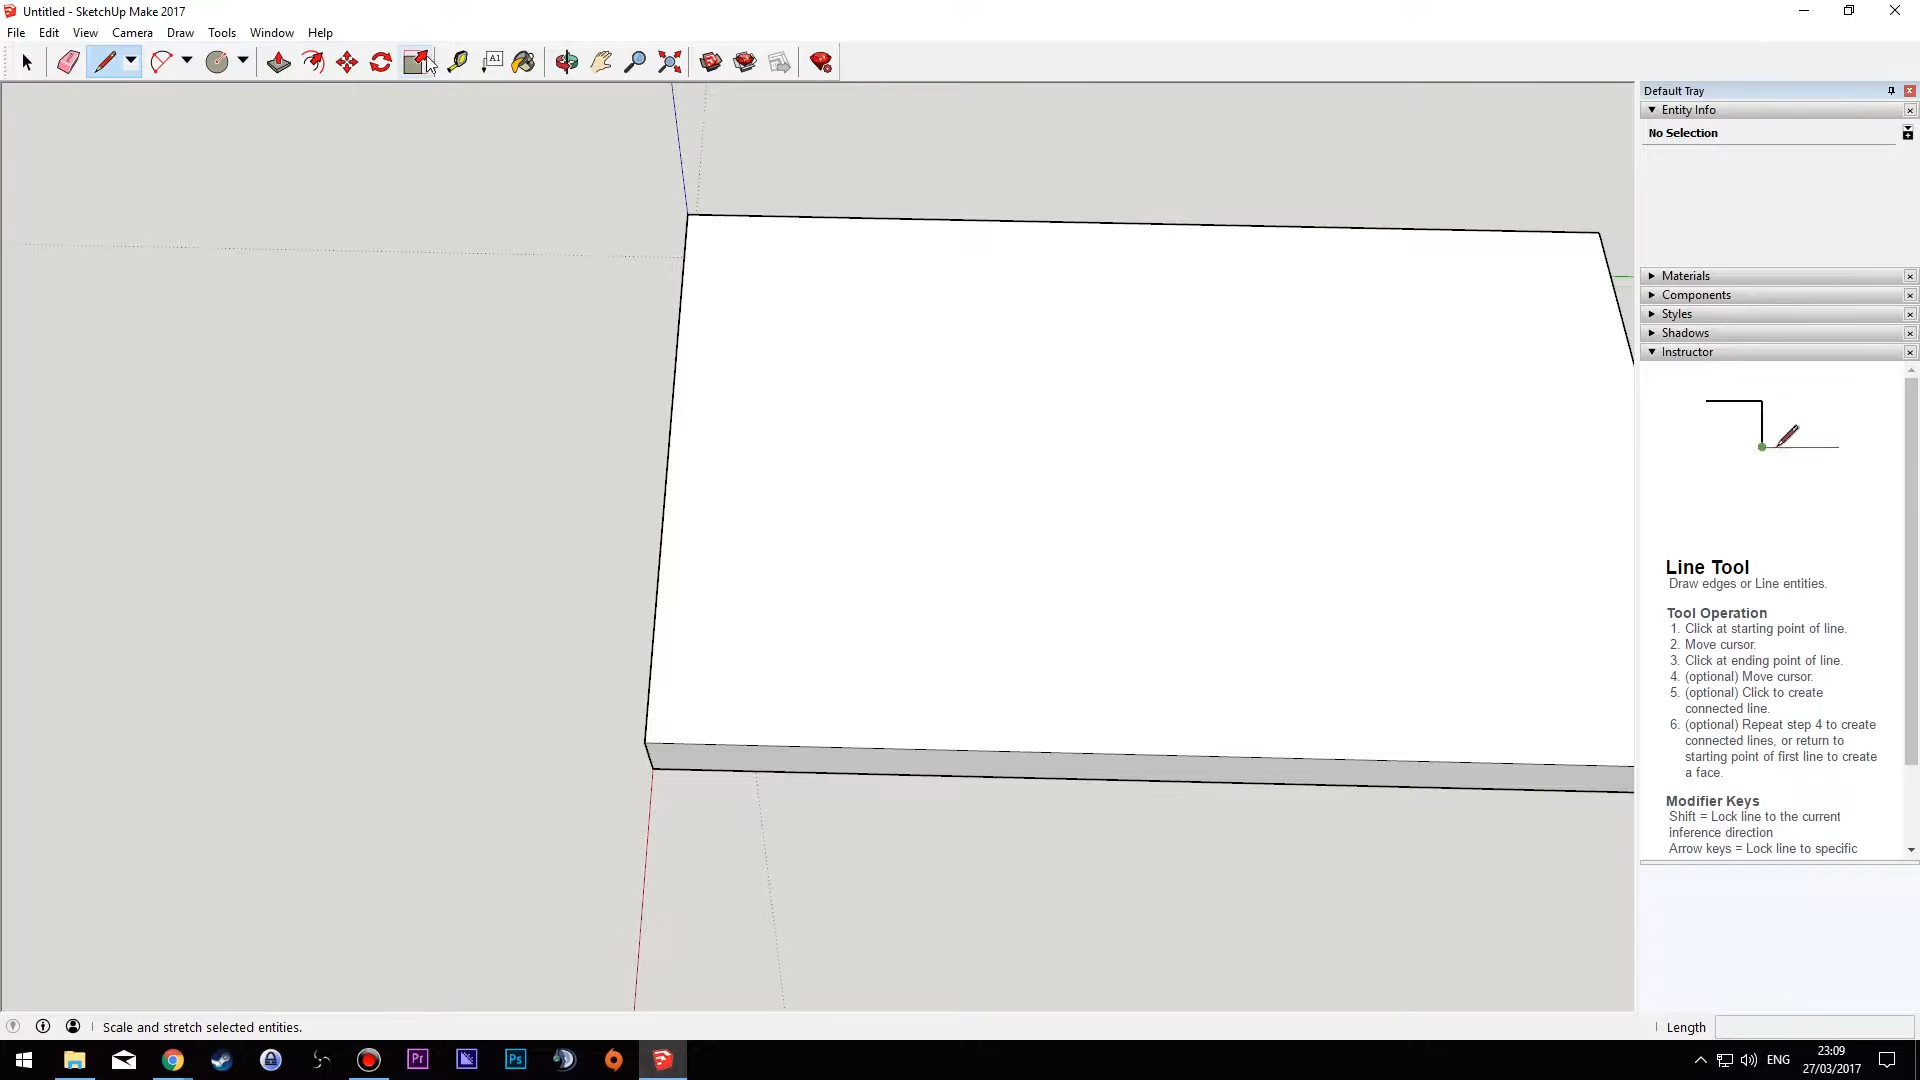 Untitled - SketchUp Make 2017
File Edit View Camera Draw Tools Window Help
A1
Default Tray
Entity Info
No Selection
Materials
Components
Styles
Shadows
Instructor
Line Tool
Draw edges or Line entities.
Tool Operation
1. Click at starting point of line.
2. Move cursor.
3. Click at ending point of line.
4. (optional) Move cursor.
5. (optional) Click to create
connected line.
6. (optional) Repeat step 4 to create
connected lines, or return to
starting point of first line to create
a face.
Modifier Keys
Shift = Lock line to the current
inference direction
Arrow keys = Lock line to specific
Scale and stretch selected entities.
Length
Pr
Ps
ENG
23:09
27/03/2017